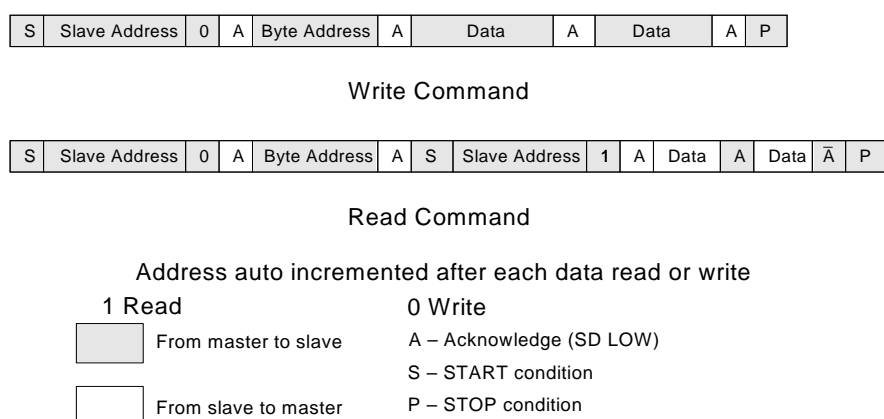 S Slave Address 0 A Byte Address A Data A Data A P
Write Command
S Slave Address 0 A Byte Address A S Slave Address 1 A Data A Data A̅ P
Read Command
Address auto incremented after each data read or write
1 Read 0 Write
From master to slave A – Acknowledge (SD LOW)
S – START condition
From slave to master P – STOP condition